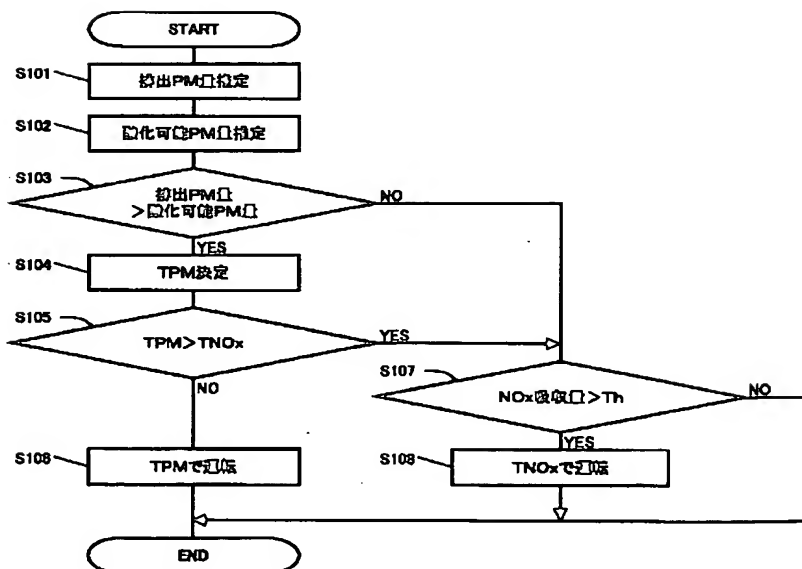 START
S101
排出PM量推定
S102
酸化可能PM量推定
S103
排出PM量
>酸化可能PM量
NO
YES
S104
TPM換定
S105
TPM>TNOx
YES
NO
S107
NOx吸収量>Th
NO
YES
S106
TPMで運転
S108
TNOxで運転
END